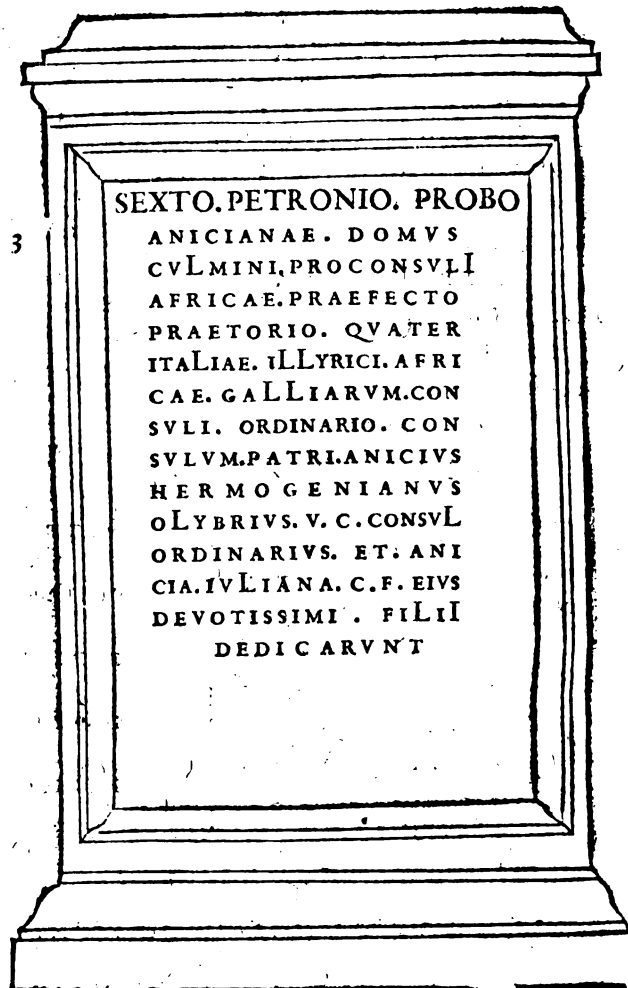 SEXTO. PETRONIO. PROBO
3
ANICIANAE. DOMVS
CVLMINI. PROCONSVLI
AFRICAE. PRAEFECTO
PRAETORIO. QVATER
ITALIAE. ILLYRICI. AFRI
CAE. GALLIARVM. CON
SVLI. ORDINARIO. CON
SVLVM. PATRI. ANICIVS
HERMOGENIANVS
OLYBRIVS. V. C. CONSVL
ORDINARIVS. ET. ANI
CIA. IVLIANA. C. F. EIVS
DEVOTISSIMI. FILII
DEDICARVNT